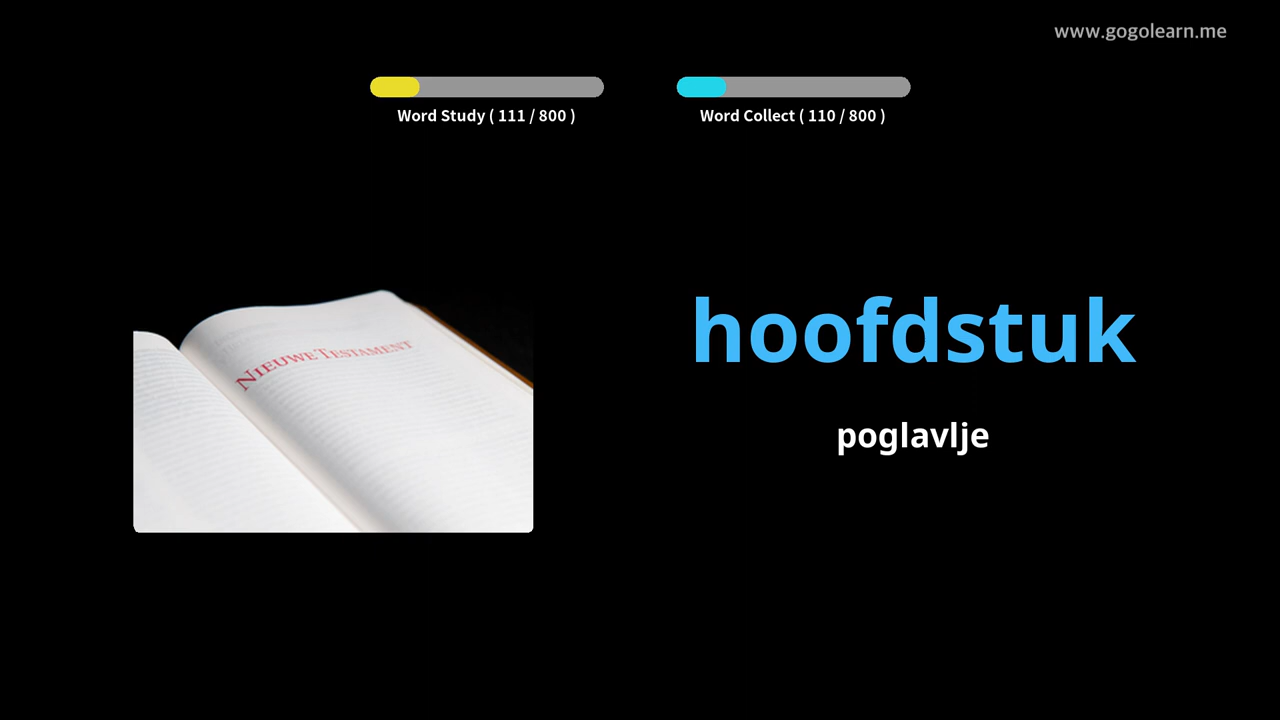 www.gogolearn.me
Word Study ( 111 / 800 )
Word Collect ( 110 / 800 )
NIEUWE TESTAMENT
hoofdstuk
poglavlje